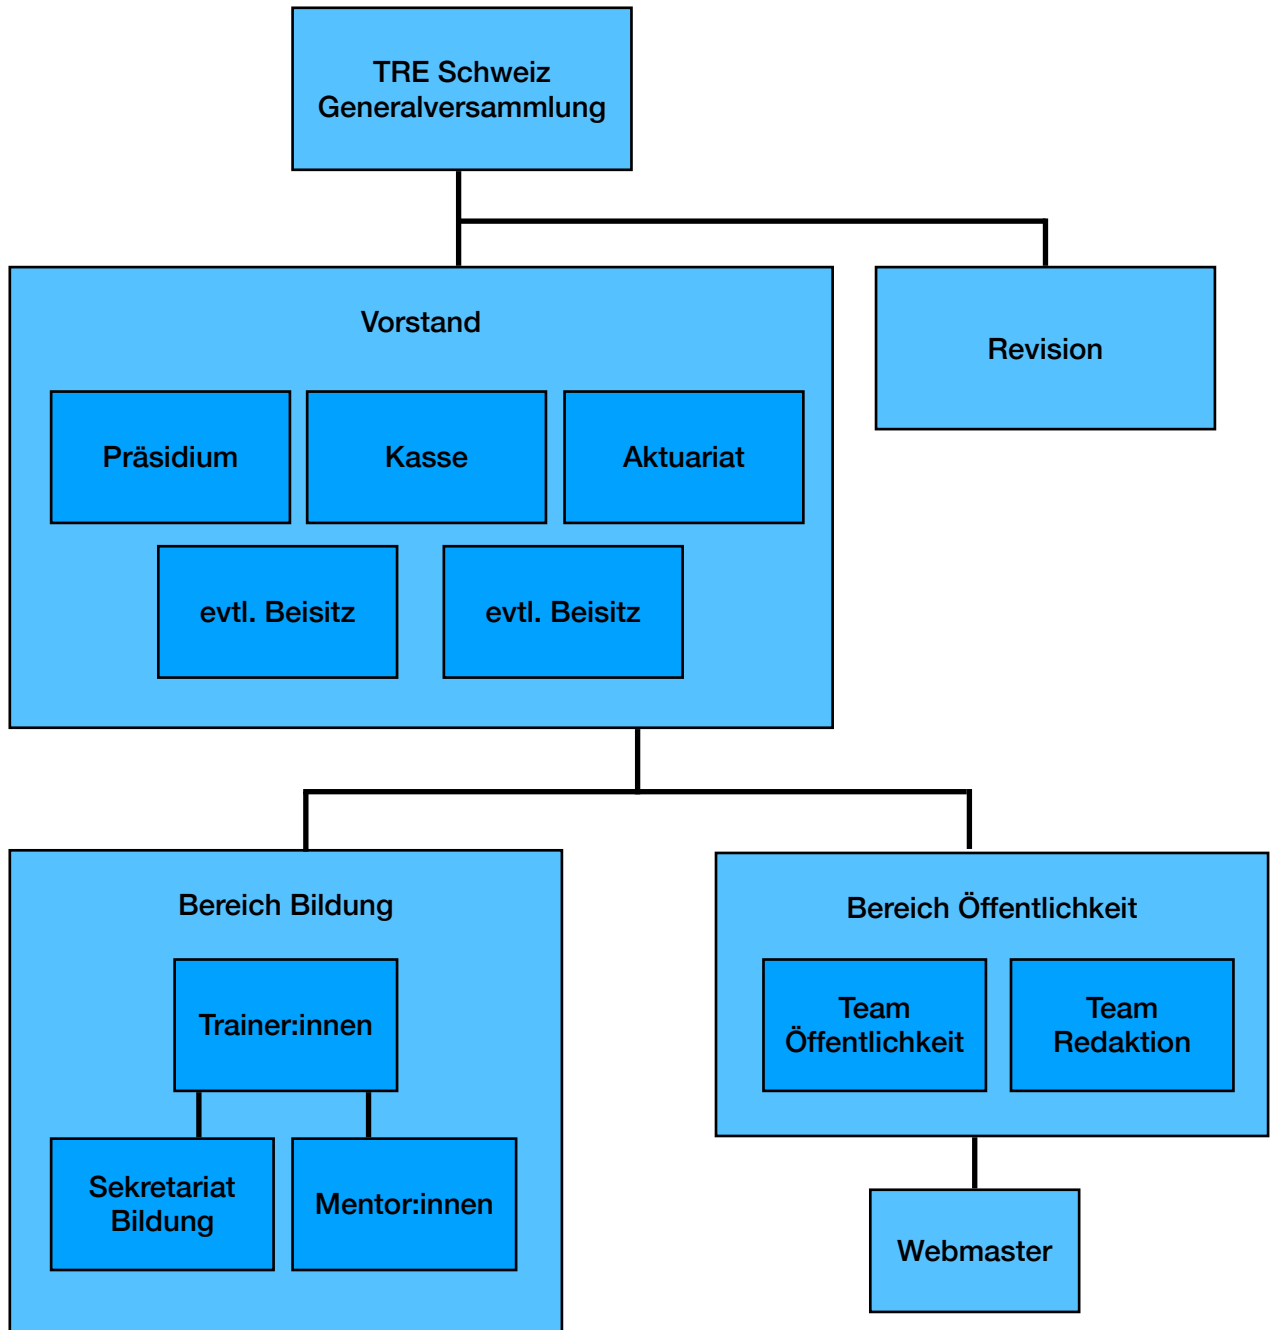 TRE Schweiz
Generalversammlung
Vorstand
Revision
Präsidium
Kasse
Aktuariat
evtl. Beisitz
evtl. Beisitz
Bereich Bildung
Trainer:innen
Sekretariat
Bildung
Mentor:innen
Bereich Öffentlichkeit
Team
Öffentlichkeit
Team
Redaktion
Webmaster